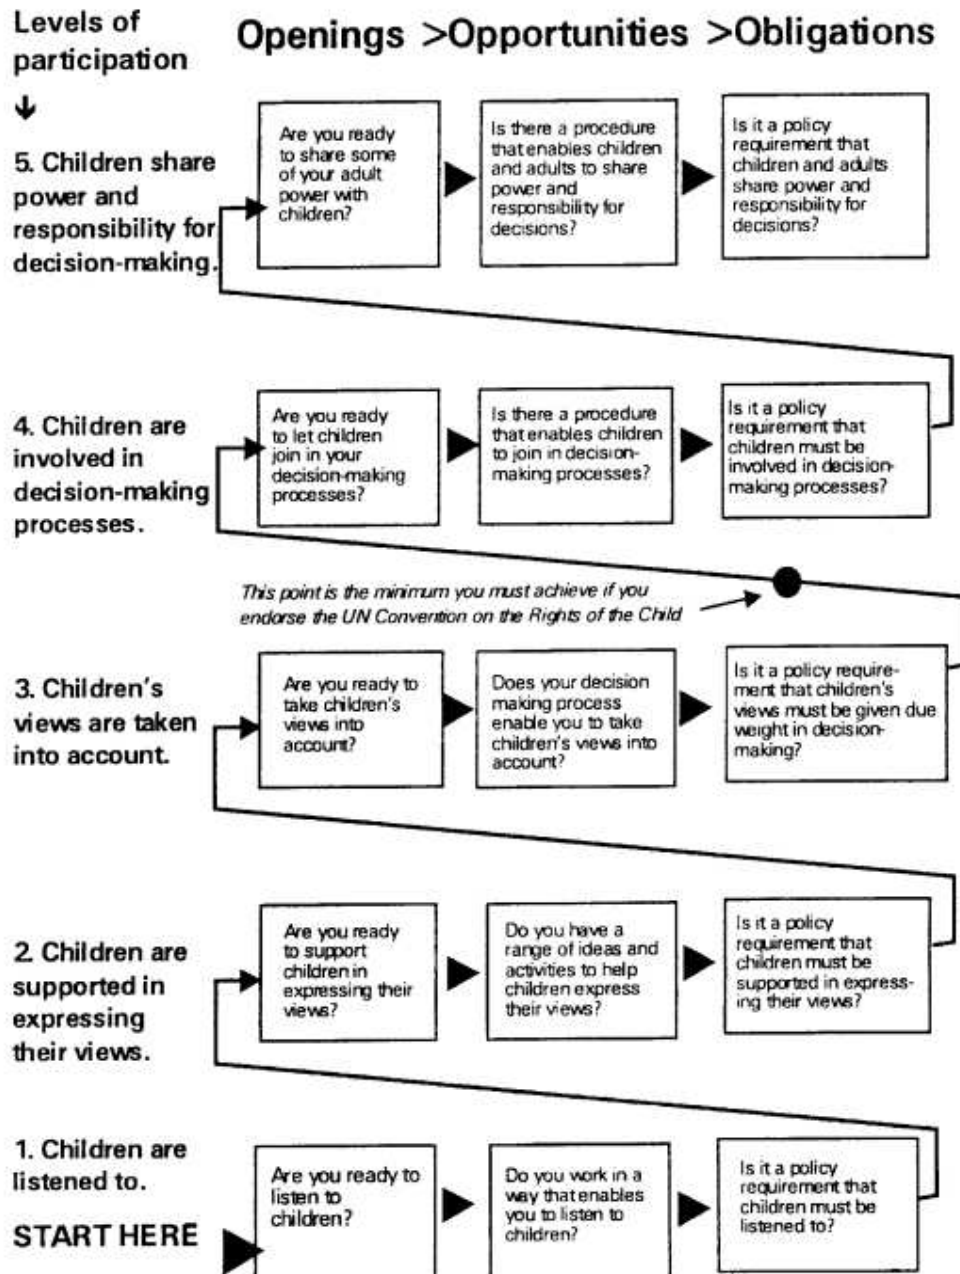 Levels of
participation
Openings >Opportunities >Obligations
5. Children share
power and
responsibility for
decision-making.
Are you ready
to share some
of your adult
power with
children?
Is there a procedure
that enables children
and adults to share
power and
responsibility for
decisions?
Is it a policy
requirement that
children and adults
share power and
responsibility for
decisions?
4. Children are
involved in
decision-making
processes.
Are you ready
to let children
join in your
decision-making
processes?
Is there a procedure
that enables children
to join in decision-
making processes?
Is it a policy
requirement that
children must be
involved in decision-
making processes?
This point is the minimum you must achieve if you
endorse the UN Convention on the Rights of the Child
3. Children's
views are taken
into account.
Are you ready to
take children's
views into
account?
Does your decision
making process
enable you to take
children's views into
account?
Is it a policy require-
ment that children's
views must be given due
weight in decision-
making?
2. Children are
supported in
expressing
their views.
Are you ready
to support
children in
expressing their
views?
Do you have a
range of ideas and
activities to help
children express
their views?
Is it a policy
requirement that
children must be
supported in express-
ing their views?
1. Children are
listened to.
START HERE
Are you ready to
listen to
children?
Do you work in a
way that enables
you to listen to
children?
Is it a policy
requirement that
children must be
listened to?